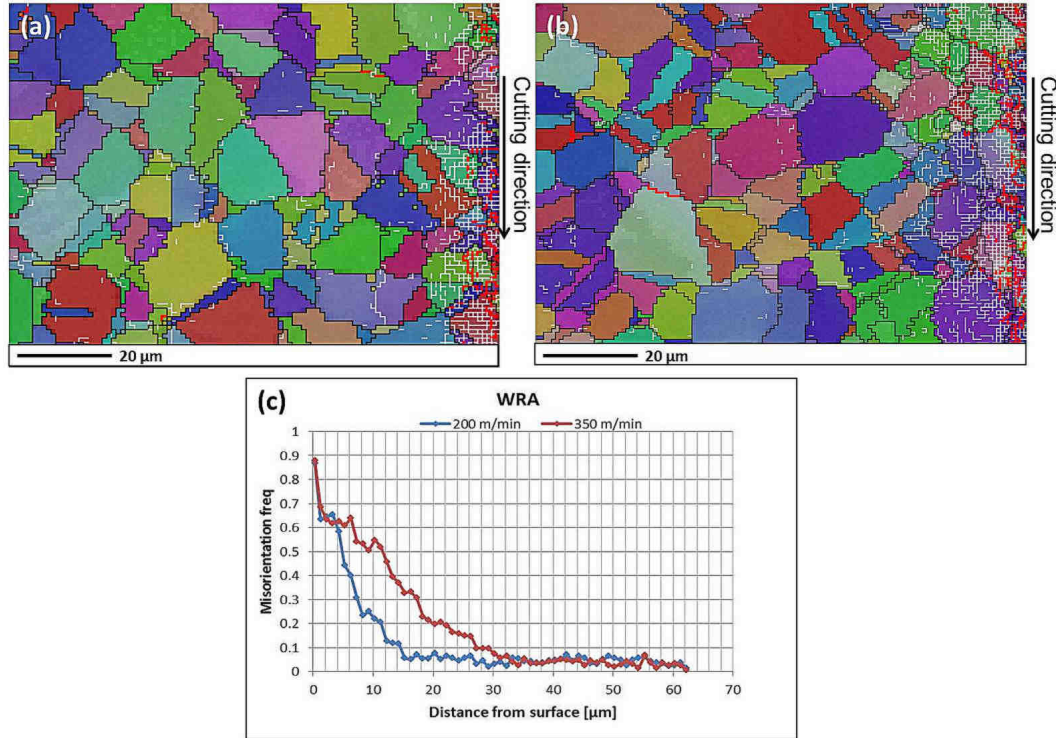 (a)
Cutting direction
20 µm
(b)
Cutting direction
20 µm
(c)
WRA
200 m/min
350 m/min
1
0.9
0.8
0.7
0.6
0.5
0.4
0.3
0.2
0.1
0
Misorientation freq
0 10 20 30 40 50 60 70
Distance from surface [µm]